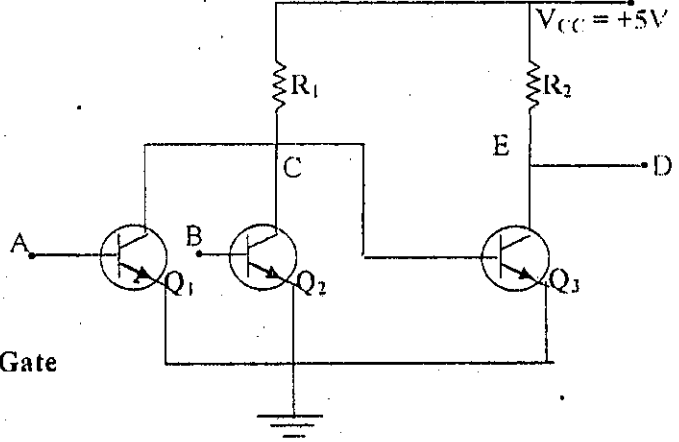 V_CC = +5V
R₁
R₂
E
C
D
A
B
Q₁
Q₂
Q₃
Gate